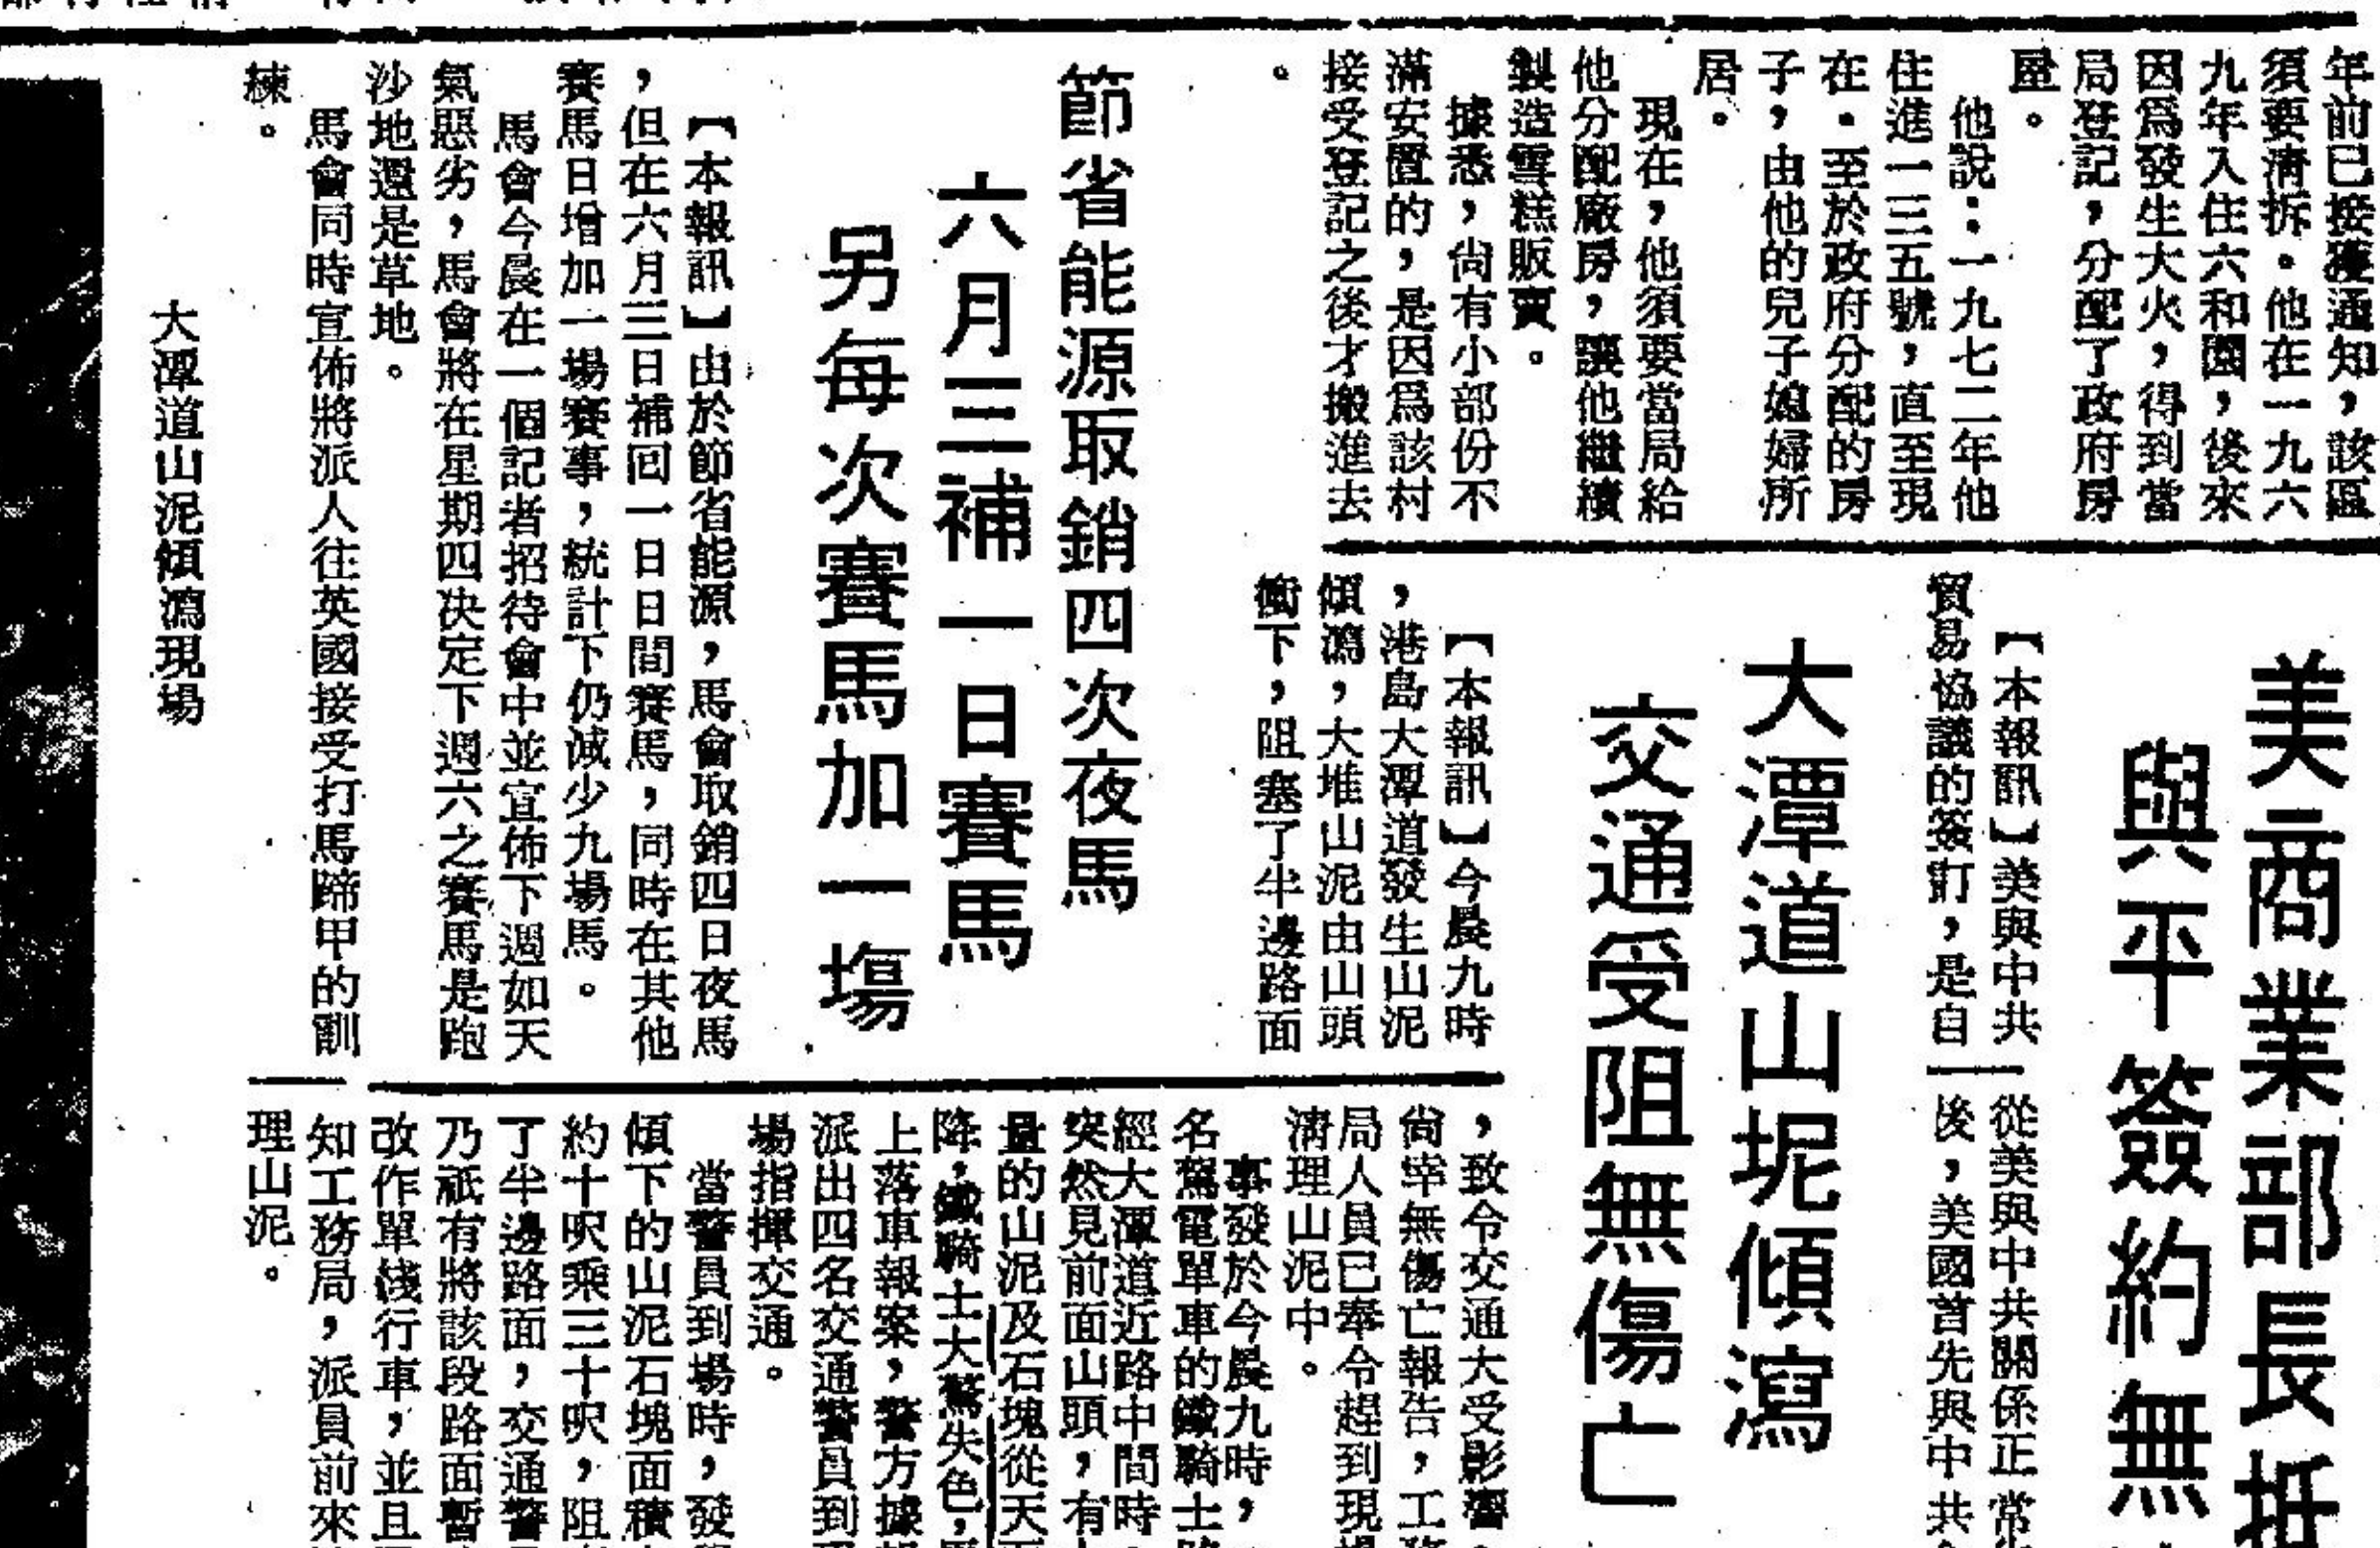 年前已接獲通知，該區
須要清拆。他在一九六
九年入住六和園，後來
因為發生大火，得到當
局登記，分配了政府房
屋。
他說：一九七二年他
住進一三五號，直至現
在．至於政府分配的房
子，由他的兒子媳婦所
居。
現在，他須要當局給
他分配廠房，讓他繼續
製造雪糕販賣。
據悉，尙有小部份不
滿安置的，是因為該村
接受登記之後才搬進去
。
美商業部長抵
與平簽約無
【本報訊】美與中共
貿易協議的簽訂，是自
從美與中共關係正常
後，美國首先與中共
大潭道山坭傾瀉
交通受阻無傷亡
【本報訊】今晨九時
，港島大潭道發生山泥
傾瀉，大堆山泥由山頭
衝下，阻塞了半邊路面
，致令交通大受影響
尙幸無傷亡報告，工務
局人員已奉令趕到現場
清理山泥中。
事發於今晨九時，
名駕電單車的鐵騎士路
經大潭道近路中間時
突然見前面山頭，有大
量的山泥及石塊從天而
降，鐵騎士大驚失色，
上落車報案，警方據報
派出四名交通警員到現
場指揮交通。
當警員到場時，發覺
傾下的山泥石塊面積
約十呎乘三十呎，阻
了半邊路面，交通警員
乃祇有將該段路面暫
改作單綫行車，並且
知工務局，派員前來
理山泥。
節省能源取銷四次夜馬
六月三補一日賽馬
另每次賽馬加一塲
【本報訊】由於節省能源，馬會取銷四日夜馬
，但在六月三日補回一日日間賽馬，同時在其他
賽馬日增加一場賽事，統計下仍減少九場馬。
馬會今晨在一個記者招待會中並宣佈下週如天
氣惡劣，馬會將在星期四決定下週六之賽馬是跑
沙地還是草地。
馬會同時宣佈將派人往英國接受打馬蹄甲的訓
練。
大潭道山泥傾瀉現場